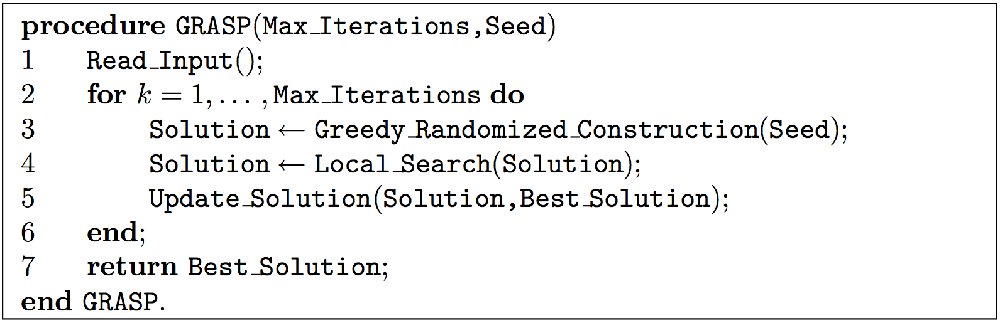 procedure GRASP(Max_Iterations,Seed)
1 Read_Input();
2 for k = 1,... ,Max_Iterations do
3 Solution ← Greedy_Randomized_Construction(Seed);
4 Solution ← Local_Search(Solution);
5 Update_Solution(Solution,Best_Solution);
6 end;
7 return Best_Solution;
end GRASP.